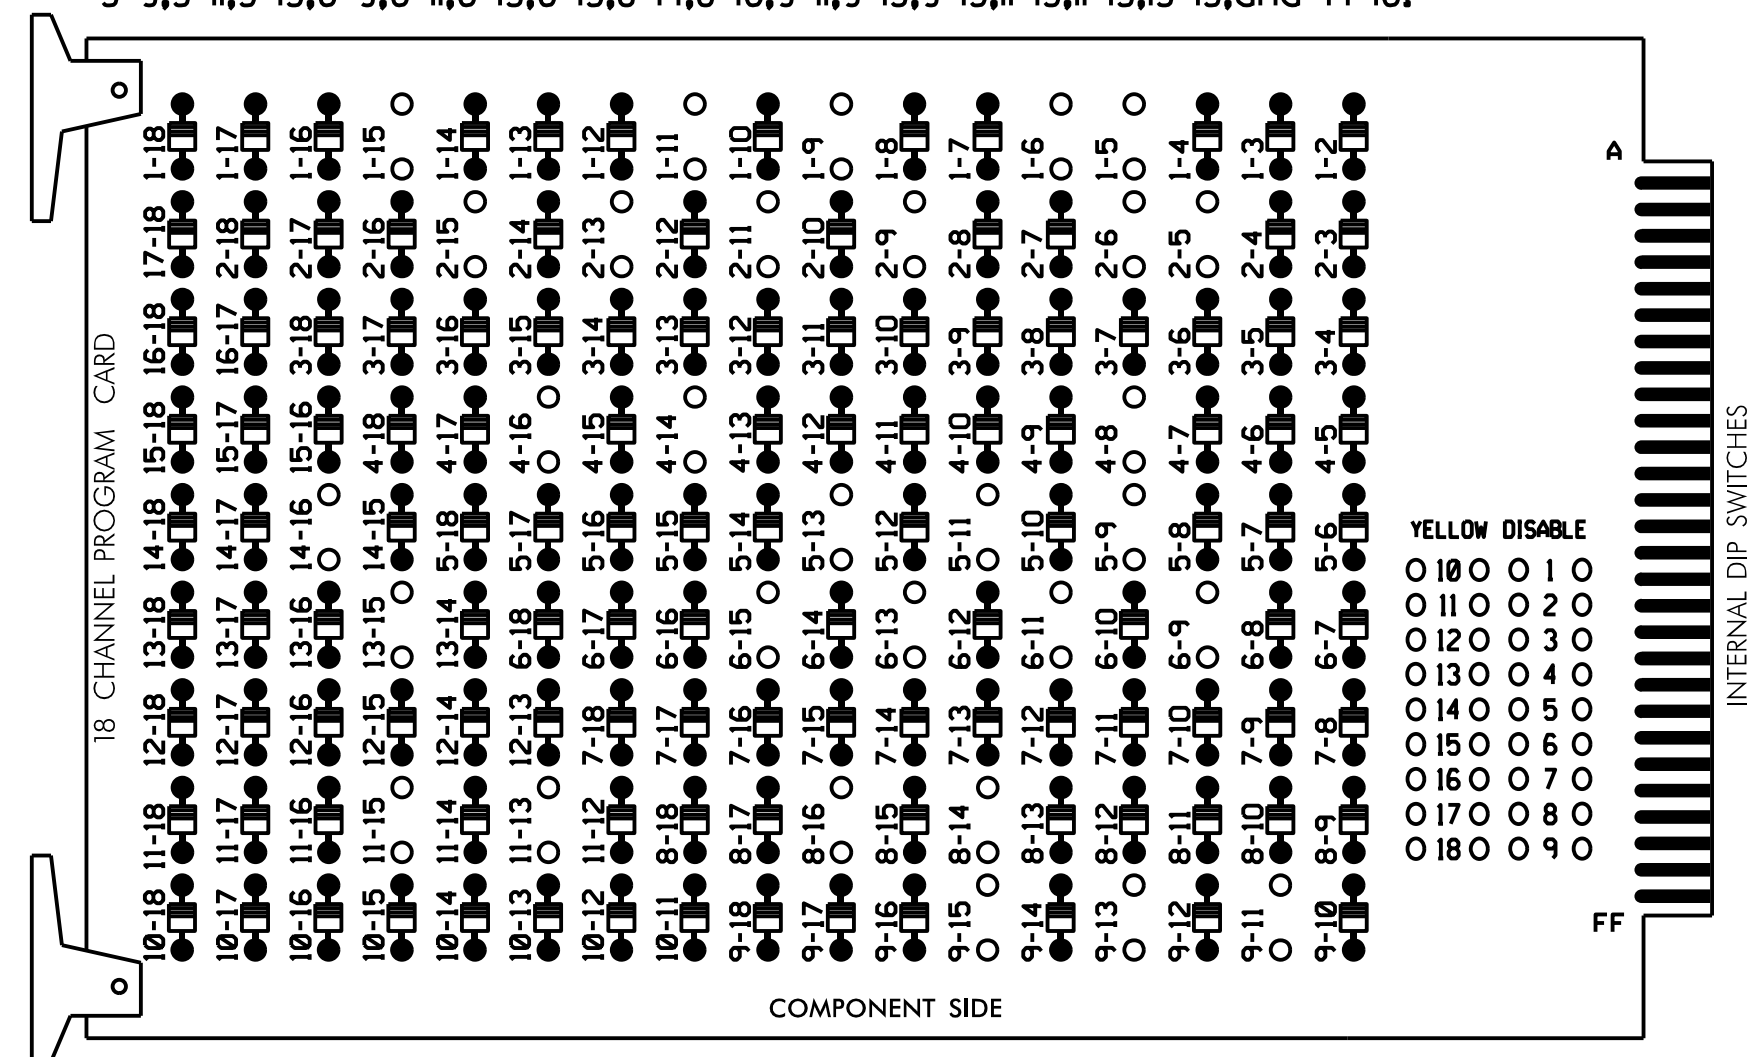 1-18 1-17 1-16 1-15 1-14 1-13 1-12 1-11 1-10 1-9 1-8 1-7 1-6 1-5 1-4 1-3 1-2
A
17-18 2-18 2-17 2-16 2-15 2-14 2-13 2-12 2-11 2-10 2-9 2-8 2-7 2-6 2-5 2-4 2-3
16-18 16-17 3-18 3-17 3-16 3-15 3-14 3-13 3-12 3-11 3-10 3-9 3-8 3-7 3-6 3-5 3-4
15-18 15-17 15-16 4-18 4-17 4-16 4-15 4-14 4-13 4-12 4-11 4-10 4-9 4-8 4-7 4-6 4-5
14-18 14-17 14-16 14-15 5-18 5-17 5-16 5-15 5-14 5-13 5-12 5-11 5-10 5-9 5-8 5-7 5-6
13-18 13-17 13-16 13-15 13-14 6-18 6-17 6-16 6-15 6-14 6-13 6-12 6-11 6-10 6-9 6-8 6-7
12-18 12-17 12-16 12-15 12-14 12-13 7-18 7-17 7-16 7-15 7-14 7-13 7-12 7-11 7-10 7-9 7-8
11-18 11-17 11-16 11-15 11-14 11-13 11-12 8-18 8-17 8-16 8-15 8-14 8-13 8-12 8-11 8-10 8-9
10-18 10-17 10-16 10-15 10-14 10-13 10-12 10-11 9-18 9-17 9-16 9-15 9-14 9-13 9-12 9-11 9-10
18 CHANNEL PROGRAM CARD
YELLOW DISABLE
10 1
11 2
12 3
13 4
14 5
15 6
16 7
17 8
18 9
FF
INTERNAL DIP SWITCHES
COMPONENT SIDE